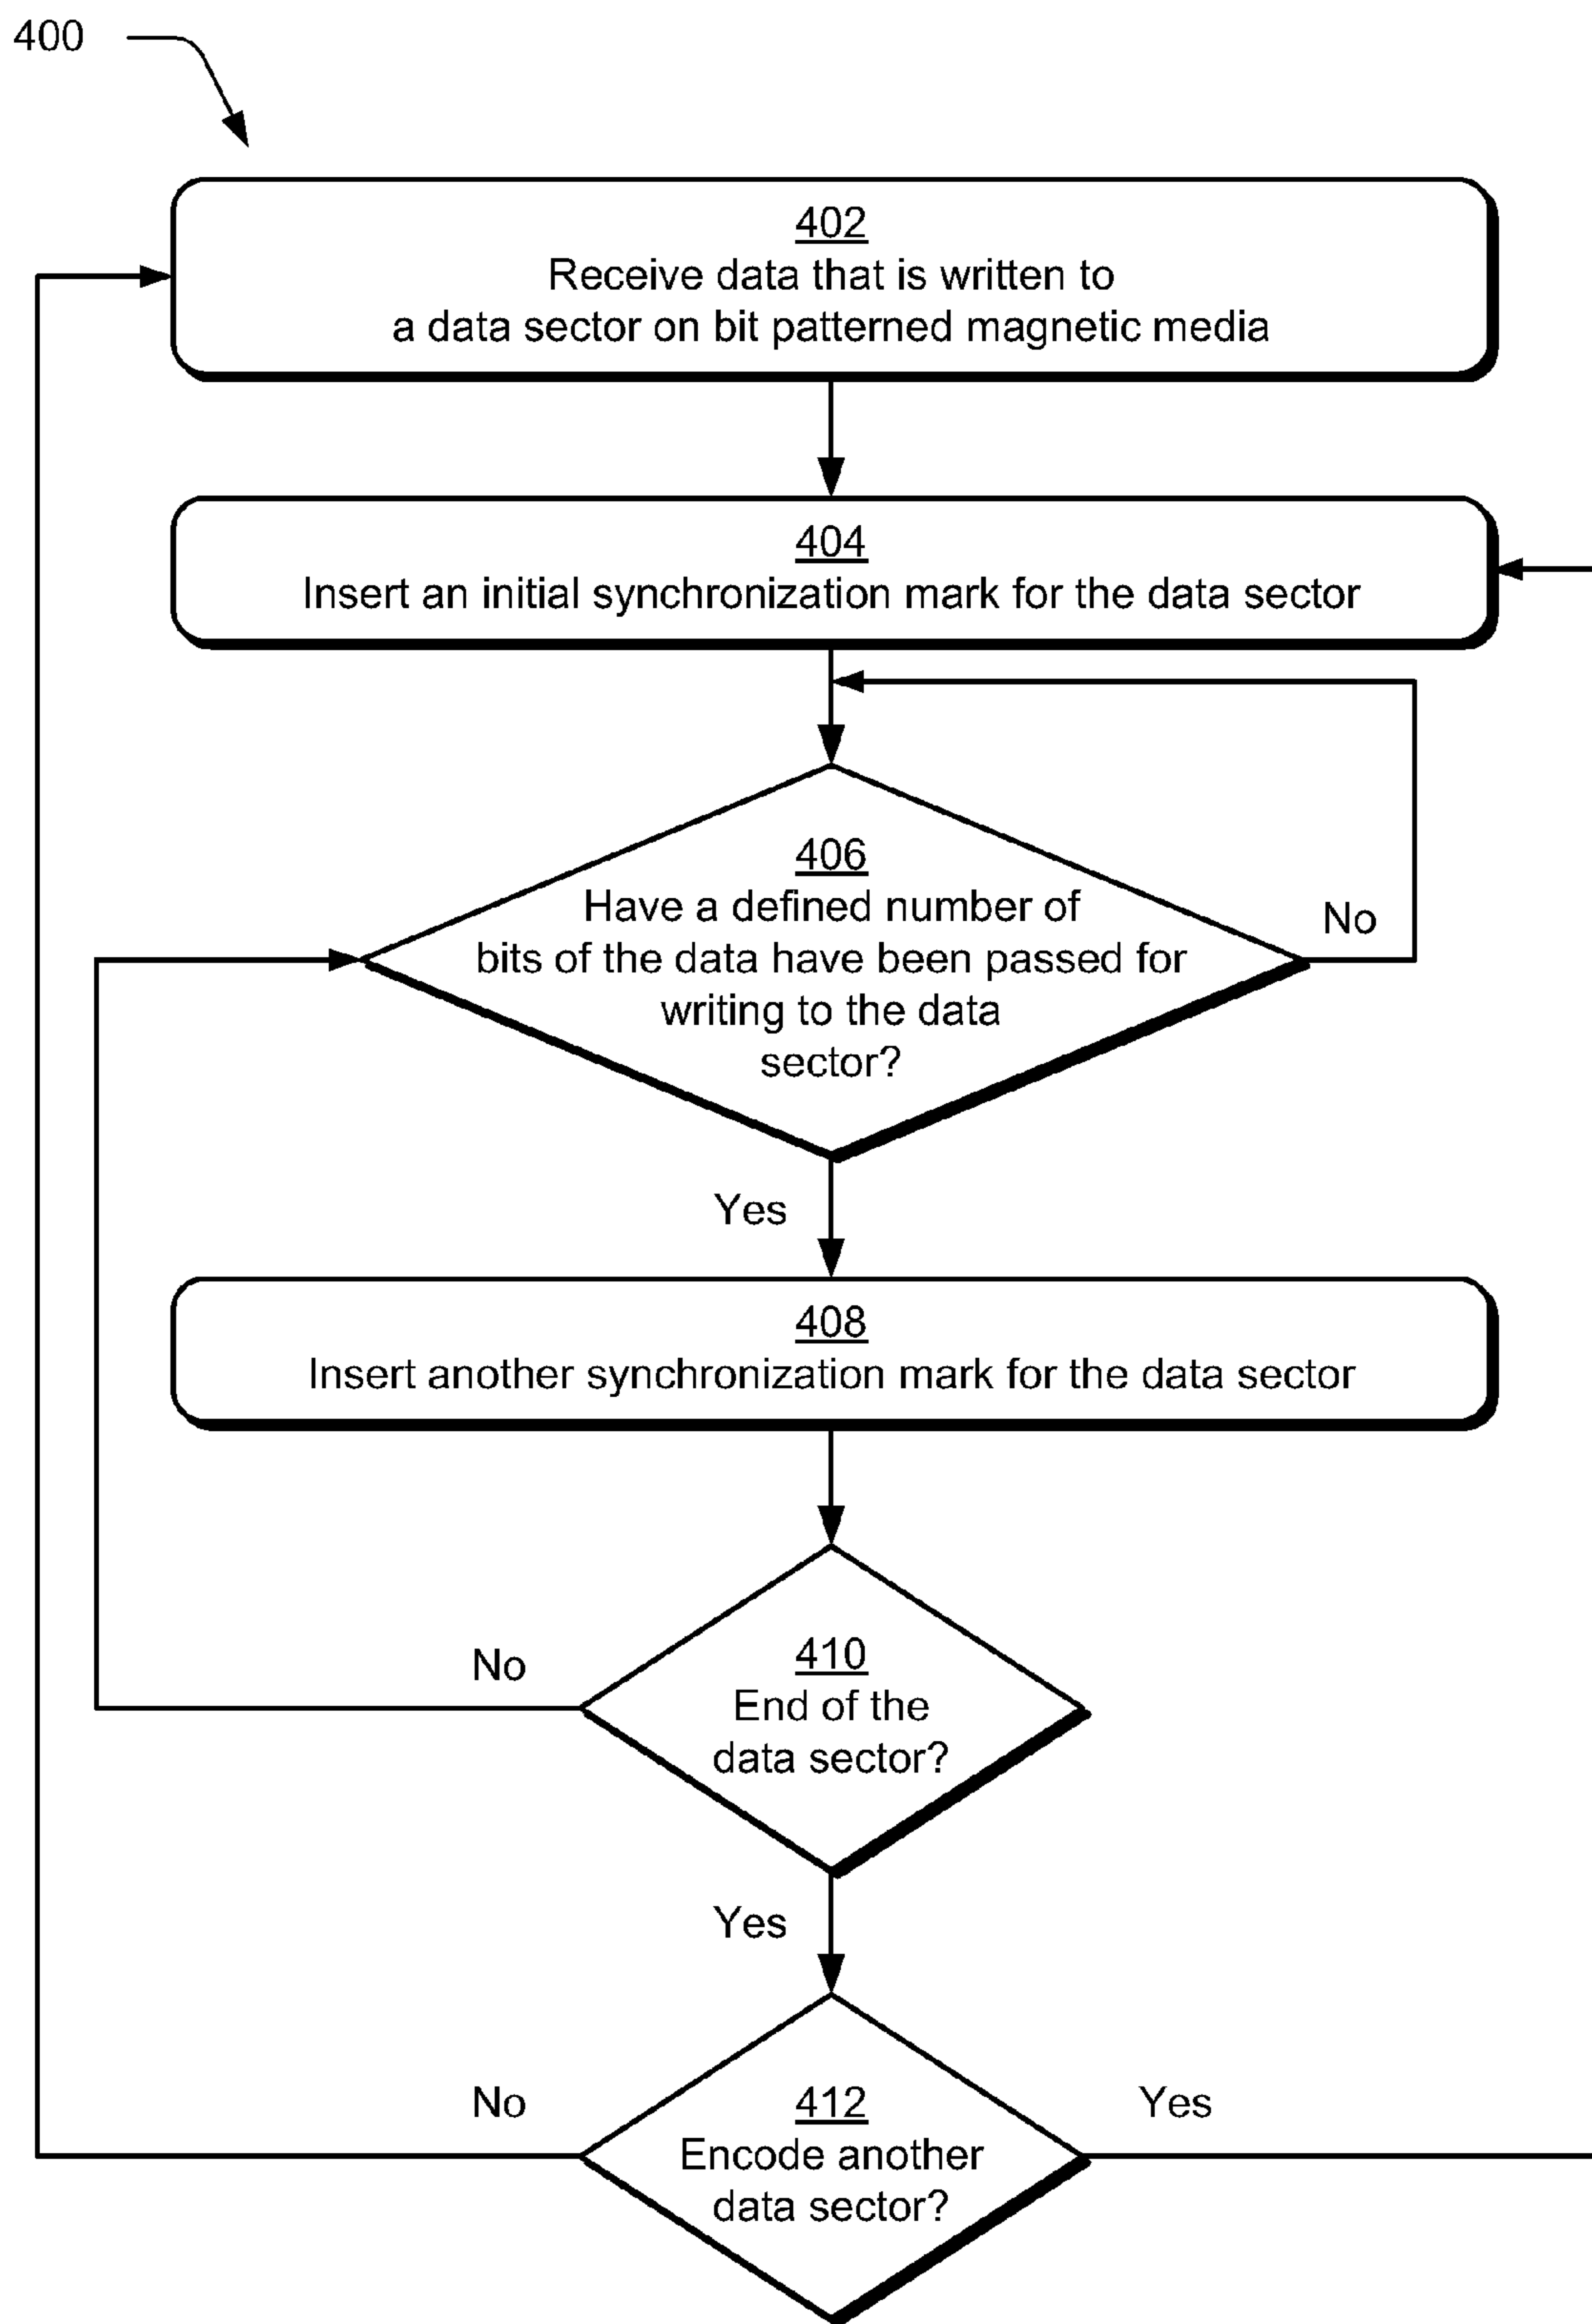 400
402
Receive data that is written to
a data sector on bit patterned magnetic media
404
Insert an initial synchronization mark for the data sector
406
Have a defined number of
bits of the data have been passed for
writing to the data
sector?
No
Yes
408
Insert another synchronization mark for the data sector
410
End of the
data sector?
No
Yes
412
Encode another
data sector?
No
Yes